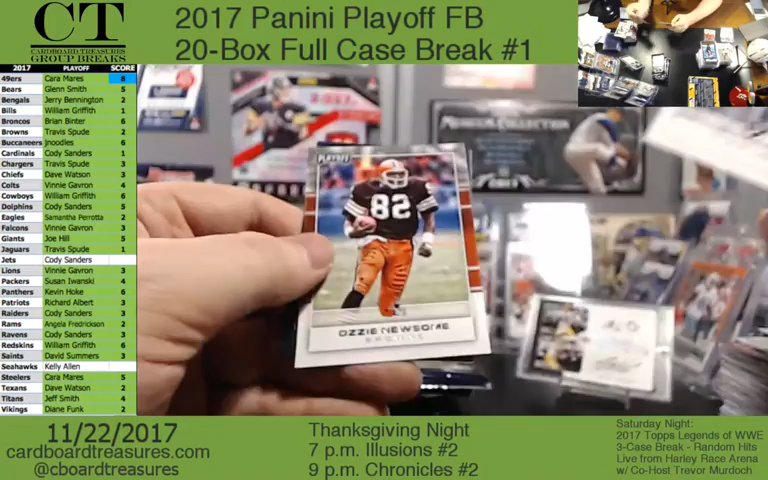 CT
CARDBOARD TREASURES
GROUP BREAKS
2017 Panini Playoff FB
20-Box Full Case Break #1
2017 PLAYOFF SCORE
49ers Cara Mares 8
Bears Glenn Smith 5
Bengals Jerry Bennington 2
Bills William Griffith 1
Broncos Brian Binter 6
Browns Travis Spude 2
Buccaneers Jnoodles 6
Cardinals Cody Sanders 1
Chargers Travis Spude 3
Chiefs Dave Watson 3
Colts Vinnie Gavron 4
Cowboys William Griffith 6
Dolphins Cody Sanders 5
Eagles Samantha Perrotta 2
Falcons Vinnie Gavron 3
Giants Joe Hill 5
Jaguars Travis Spude 1
Jets Cody Sanders
Lions Vinnie Gavron 3
Packers Susan Iwanski 4
Panthers Kevin Hoke 6
Patriots Richard Albert 3
Raiders Cody Sanders 3
Rams Angela Fredrickson 2
Ravens Cody Sanders 3
Redskins William Griffith 6
Saints David Summers 3
Seahawks Kelly Allen
Steelers Cara Mares 5
Texans Dave Watson 2
Titans Jeff Smith 4
Vikings Diane Funk 2
PLAYOFF
82
OZZIE NEWSOME
BROWNS
11/22/2017
cardboardtreasures.com
@cboardtreasures
Thanksgiving Night
7 p.m. Illusions #2
9 p.m. Chronicles #2
Saturday Night:
2017 Topps Legends of WWE
3-Case Break - Random Hits
Live from Harley Race Arena
w/ Co-Host Trevor Murdoch